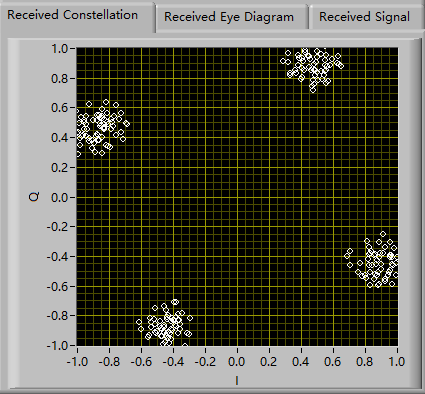 Received Constellation
Received Eye Diagram
Received Signal
1.0
0.8
0.6
0.4
0.2
0.0
-0.2
-0.4
-0.6
-0.8
-1.0
Q
-1.0 -0.8 -0.6 -0.4 -0.2 0.0 0.2 0.4 0.6 0.8 1.0
I